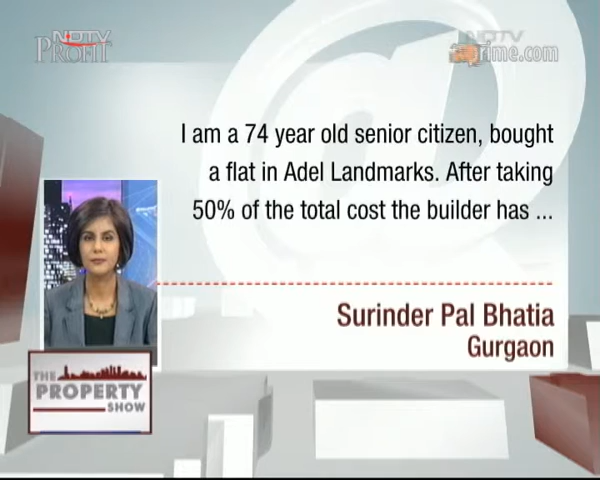 NDTV
PROFIT
NDTV
Prime.com
I am a 74 year old senior citizen, bought
a flat in Adel Landmarks. After taking
50% of the total cost the builder has ...
Surinder Pal Bhatia
Gurgaon
THE
PROPERTY
SHOW